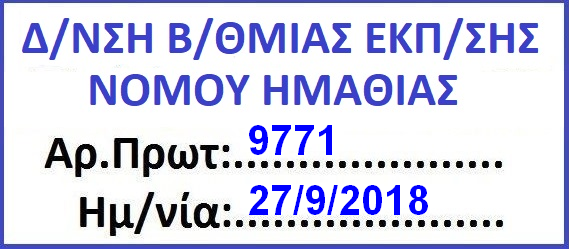 Δ/ΝΣΗ Β/ΘΜΙΑΣ ΕΚΠ/ΣΗΣ
ΝΟΜΟΥ ΗΜΑΘΙΑΣ
Αρ.Πρωτ:.9771......................
Ημ/νία:.27/9/2018......................